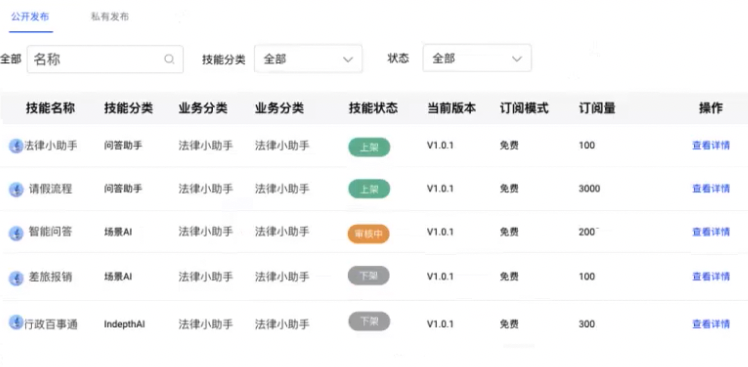 公开发布 私有发布
全部 名称 技能分类 全部 状态 全部
技能名称 技能分类 业务分类 业务分类 技能状态 当前版本 订阅模式 订阅量 操作
法律小助手 问答助手 法律小助手 法律小助手 上架 V1.0.1 免费 100 查看详情
请假流程 问答助手 法律小助手 法律小助手 上架 V1.0.1 免费 3000 查看详情
智能问答 场景AI 法律小助手 法律小助手 审核中 V1.0.1 免费 200 查看详情
差旅报销 场景AI 法律小助手 法律小助手 下架 V1.0.1 免费 100 查看详情
行政百事通 IndepthAI 法律小助手 法律小助手 下架 V1.0.1 免费 300 查看详情